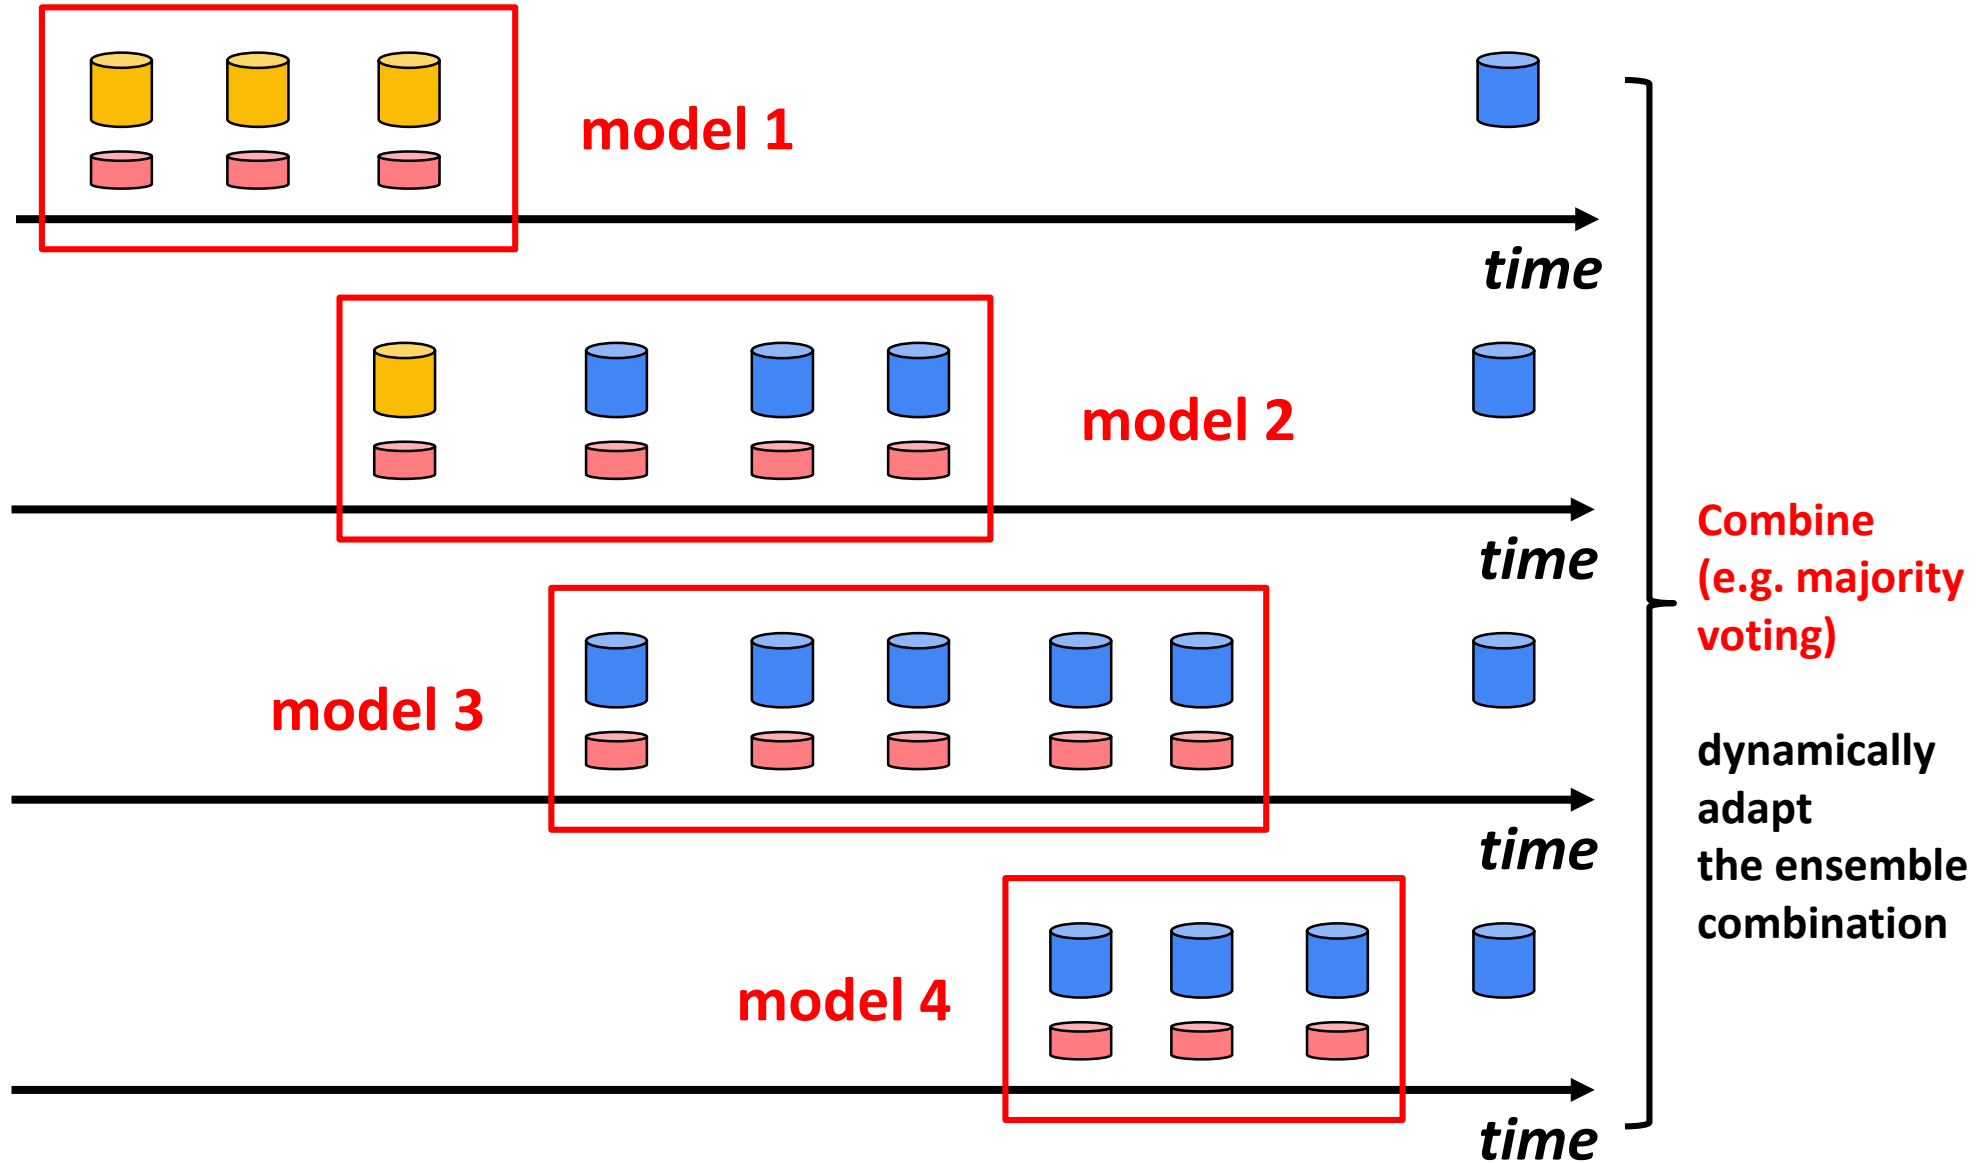 model 1
time
model 2
time
model 3
time
model 4
time
Combine
(e.g. majority
voting)
dynamically
adapt
the ensemble
combination